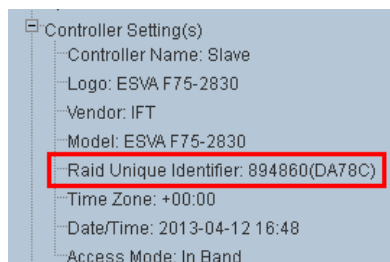 Controller Setting(s)
Controller Name: Slave
Logo: ESVA F75-2830
Vendor: IFT
Model: ESVA F75-2830
Raid Unique Identifier: 894860(DA78C)
Time Zone: +00:00
Date/Time: 2013-04-12 16:48
Access Mode: In Band